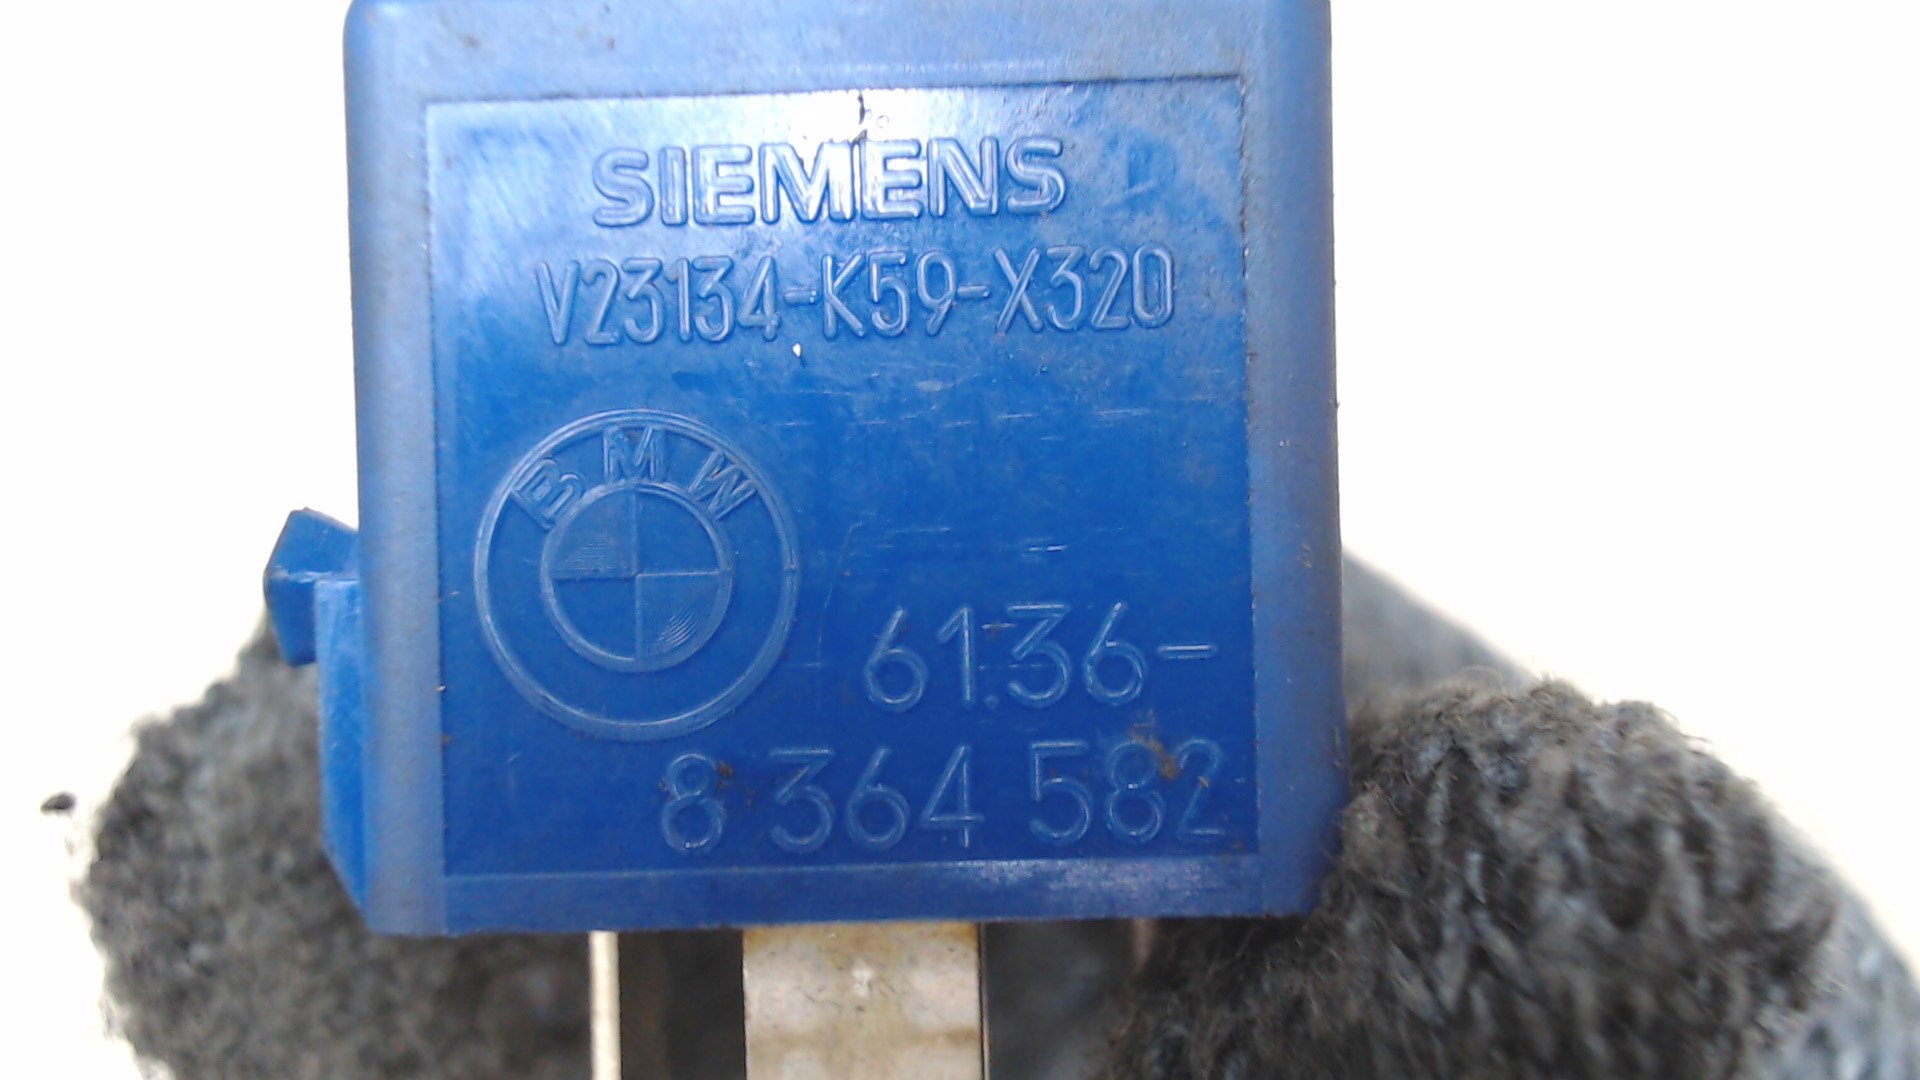 SIEMENS
V23134-K59-X320
BMW
61.36-
8 364 582